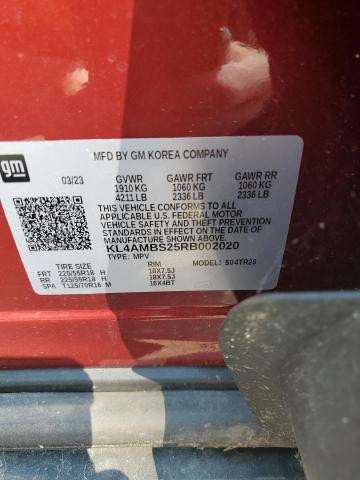 gm
MFD BY GM KOREA COMPANY
03/23 GVWR GAWR FRT GAWR RR
1910 KG 1060 KG 1060 KG
4211 LB 2336 LB 2336 LB
THIS VEHICLE CONFORMS TO ALL
APPLICABLE U.S. FEDERAL MOTOR
VEHICLE SAFETY AND THEFT PREVENTION
STANDARDS IN EFFECT ON THE DATE OF
MANUFACTURE SHOWN ABOVE.
KL4AMBS25RB002020
TYPE: MPV MODEL: S04TR26
TIRE SIZE RIM
FRT 225/55R18 H 18X7.5J
RR 225/55R18 H 18X7.5J
SPA T125/70R16 M 16X4BT